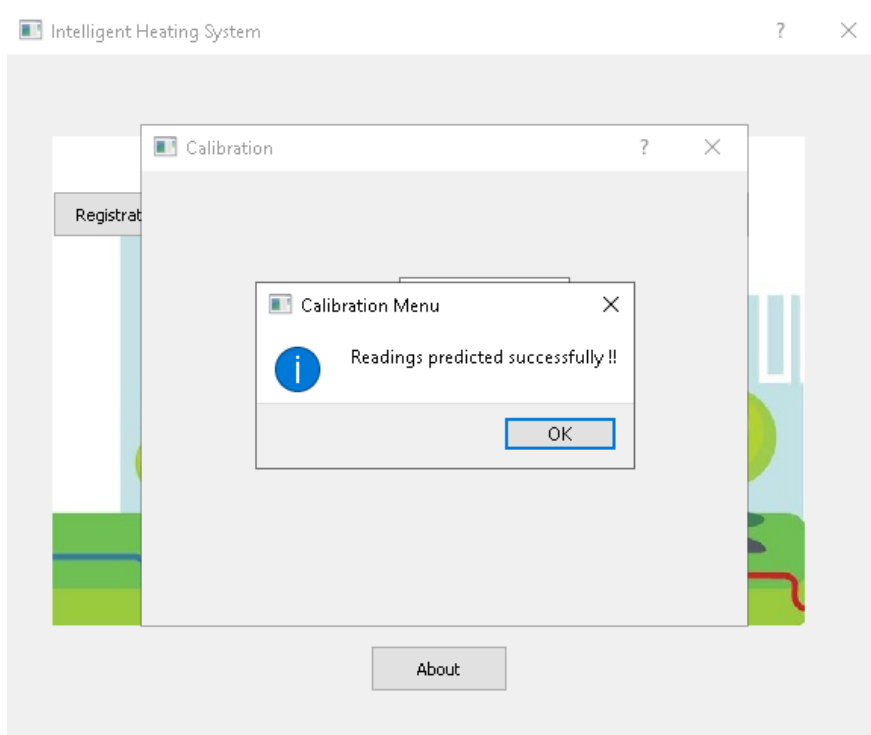 Intelligent Heating System
Calibration
Registrat
Calibration Menu
Readings predicted successfully !!
OK
About